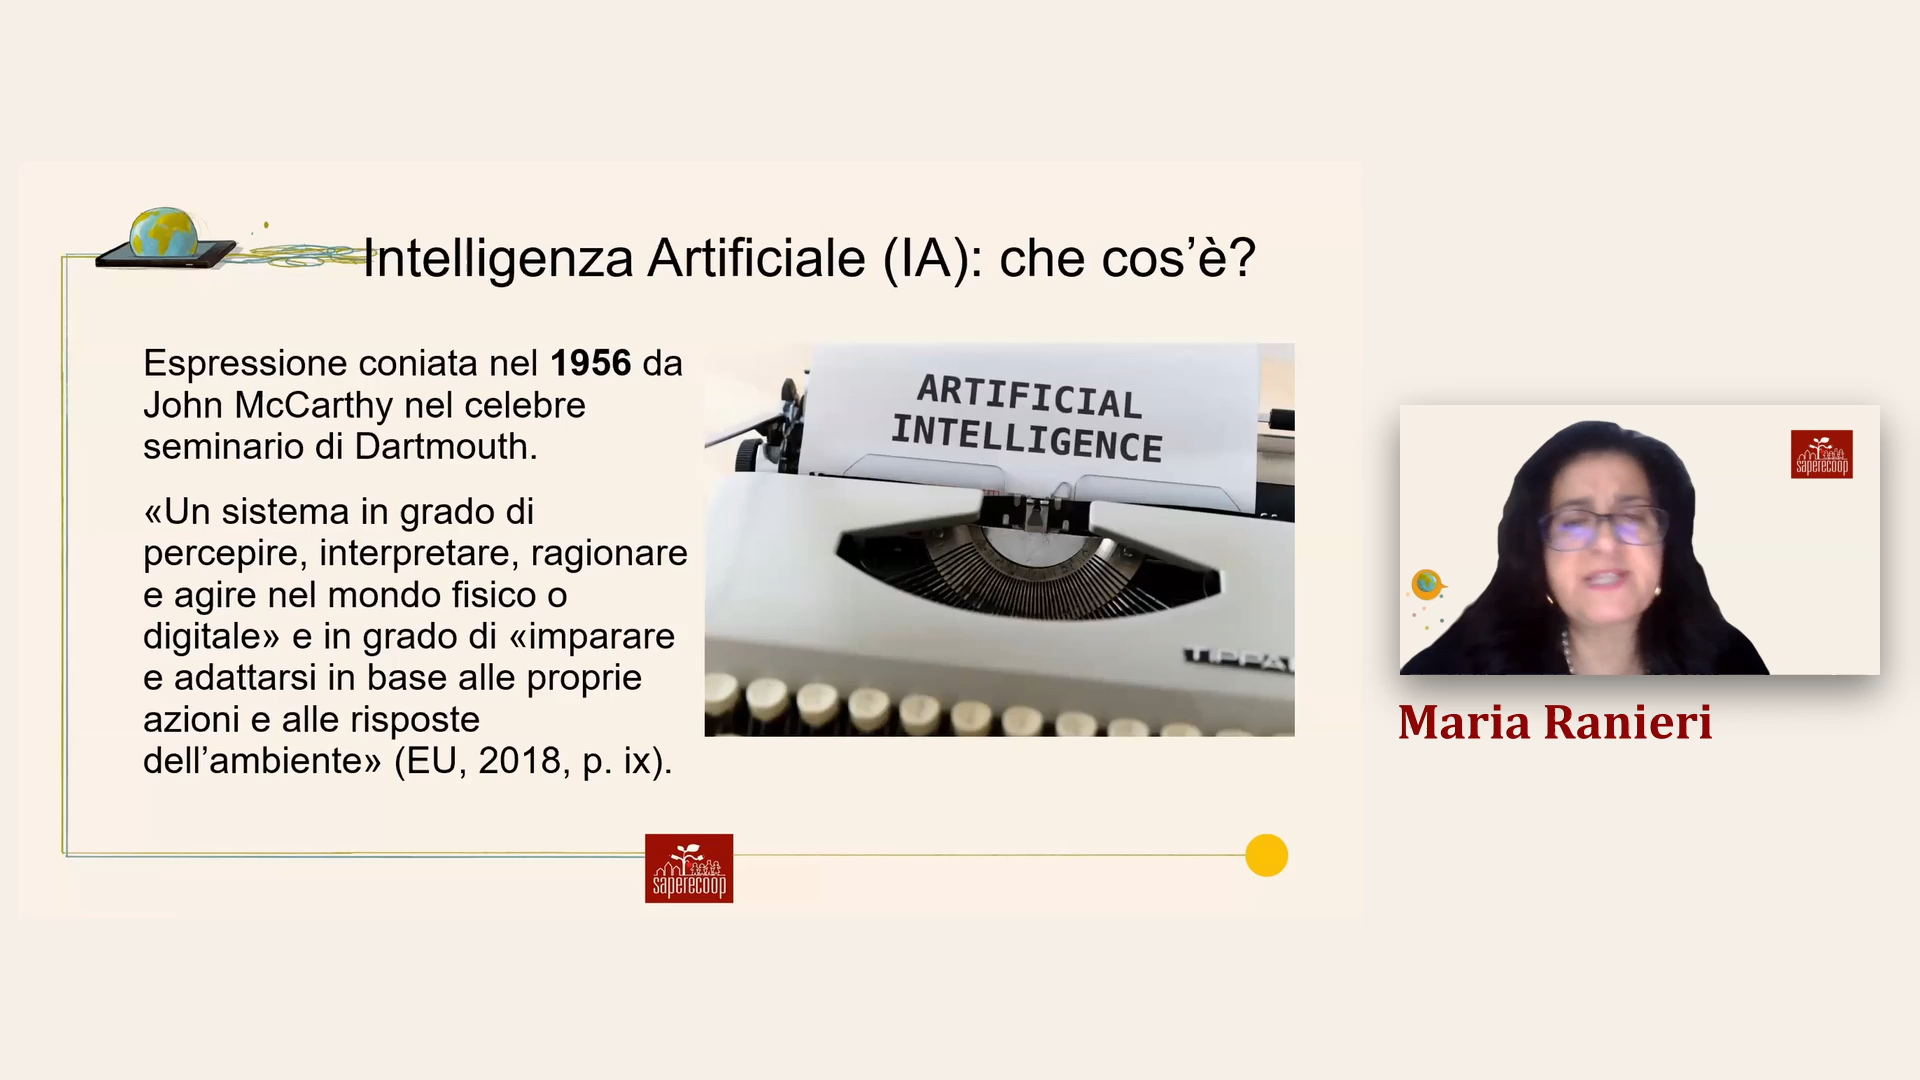 Intelligenza Artificiale (IA): che cos’è?
Espressione coniata nel 1956 da
John McCarthy nel celebre
seminario di Dartmouth.
«Un sistema in grado di
percepire, interpretare, ragionare
e agire nel mondo fisico o
digitale» e in grado di «imparare
e adattarsi in base alle proprie
azioni e alle risposte
dell’ambiente» (EU, 2018, p. ix).
ARTIFICIAL
INTELLIGENCE
saperecoop
saperecoop
Maria Ranieri